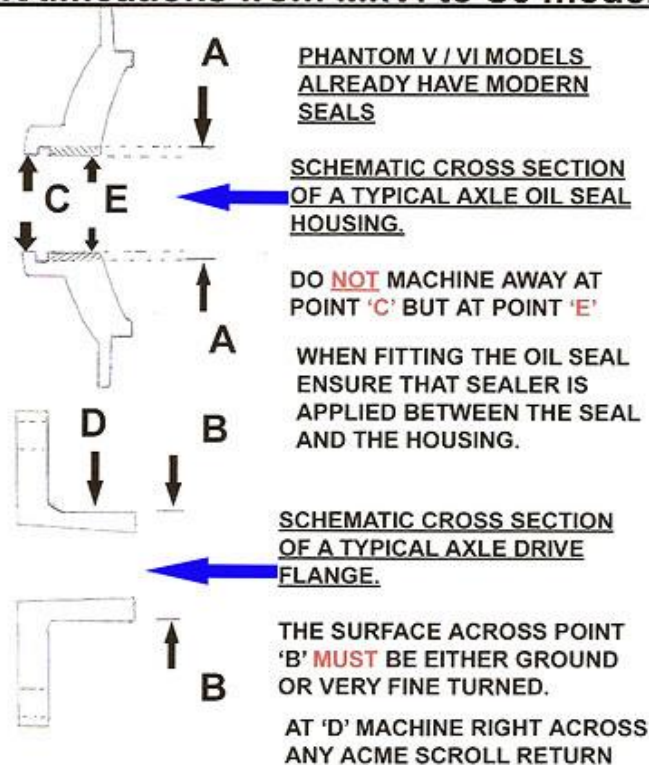 A
PHANTOM V / VI MODELS
ALREADY HAVE MODERN
SEALS
C E
SCHEMATIC CROSS SECTION
OF A TYPICAL AXLE OIL SEAL
HOUSING.
DO NOT MACHINE AWAY AT
POINT 'C' BUT AT POINT 'E'
A
WHEN FITTING THE OIL SEAL
ENSURE THAT SEALER IS
APPLIED BETWEEN THE SEAL
AND THE HOUSING.
D B
SCHEMATIC CROSS SECTION
OF A TYPICAL AXLE DRIVE
FLANGE.
THE SURFACE ACROSS POINT
'B' MUST BE EITHER GROUND
OR VERY FINE TURNED.
B
AT 'D' MACHINE RIGHT ACROSS
ANY ACME SCROLL RETURN